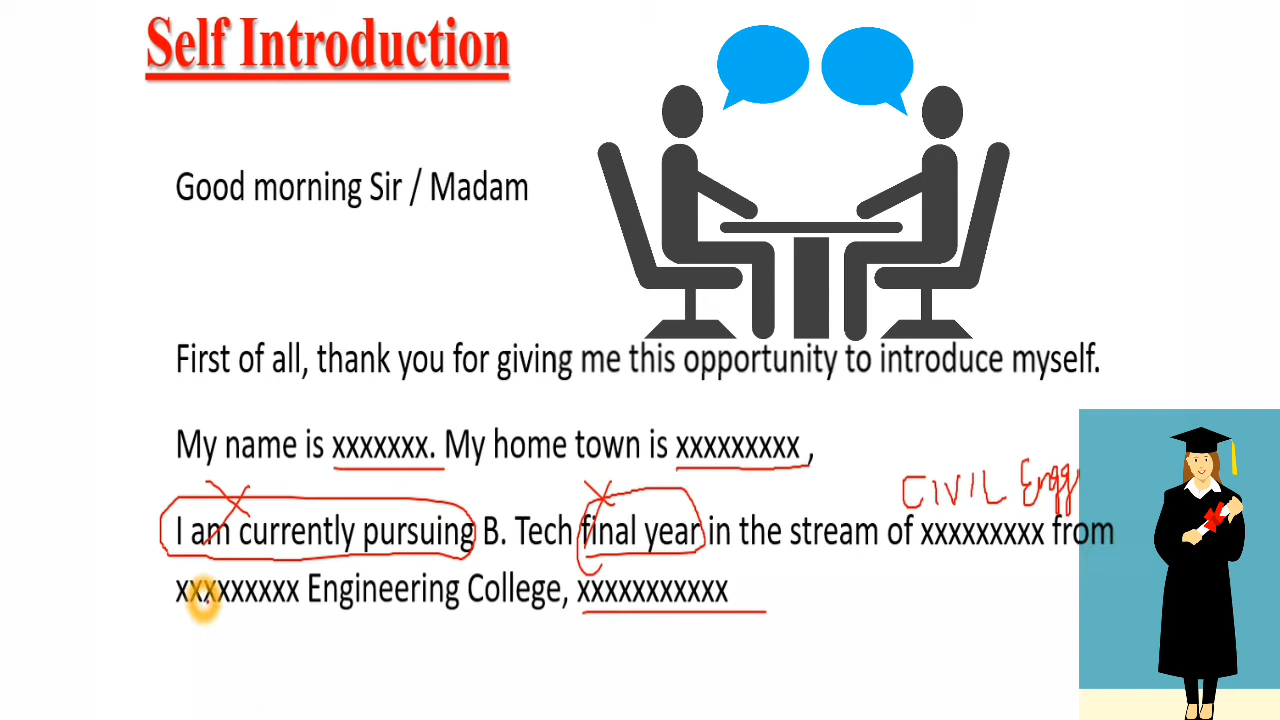 Self Introduction
Good morning Sir / Madam
First of all, thank you for giving me this opportunity to introduce myself.
My name is xxxxxxx. My home town is xxxxxxxxx ,
CIVIL Engg
I am currently pursuing B. Tech final year in the stream of xxxxxxxxx from
xxxxxxxxx Engineering College, xxxxxxxxxxx